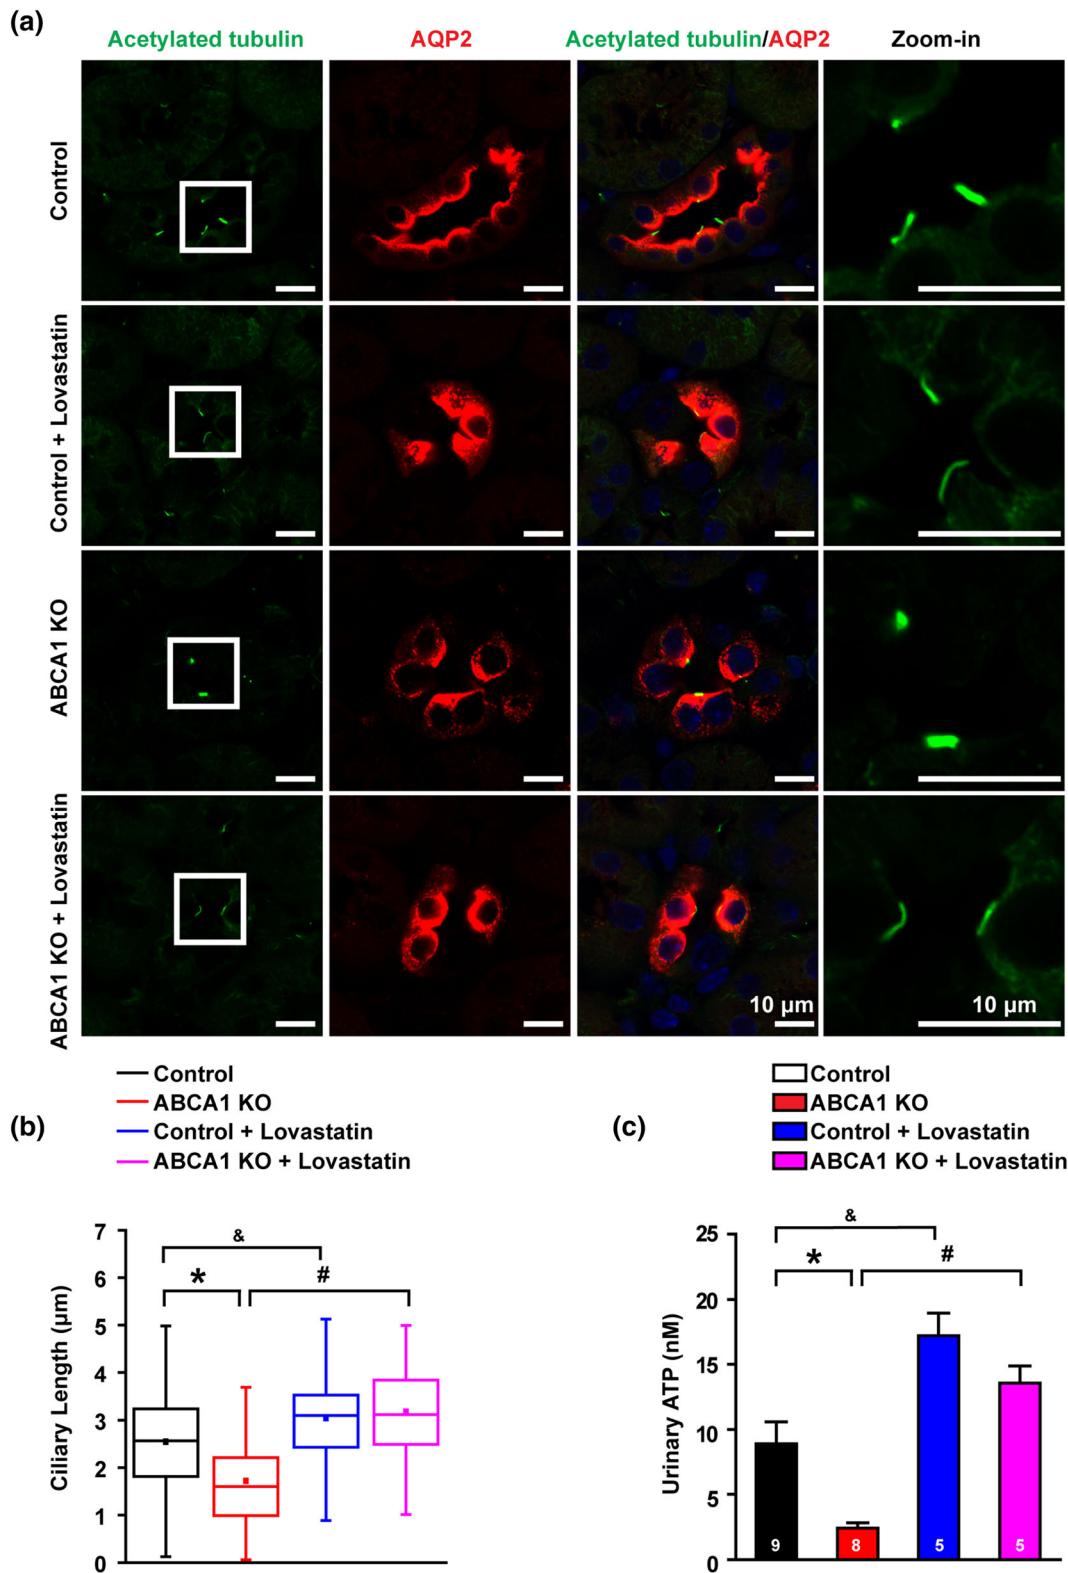 (a)
Acetylated tubulin
AQP2
Acetylated tubulin/AQP2
Zoom-in
Control
Control + Lovastatin
ABCA1 KO
ABCA1 KO + Lovastatin
10 μm
10 μm
(b)
Control
ABCA1 KO
Control + Lovastatin
ABCA1 KO + Lovastatin
Ciliary Length (μm)
7
6
5
4
3
2
1
0
&
*
#
(c)
Control
ABCA1 KO
Control + Lovastatin
ABCA1 KO + Lovastatin
Urinary ATP (nM)
25
20
15
10
5
0
&
*
#
9
8
5
5